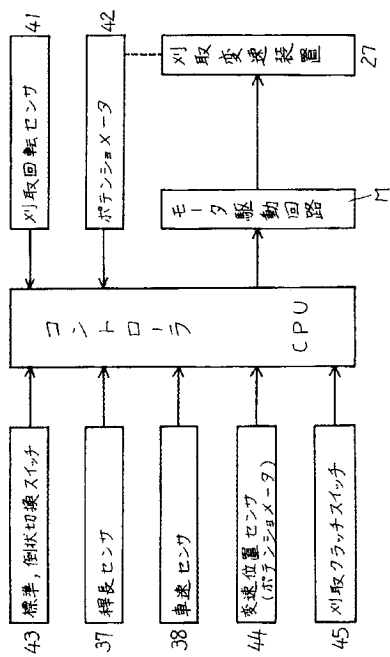 43 標準,倒状切換スイッチ
37 稈長センサ
38 車速センサ
44 変速位置センサ
(ポテンショメータ)
45 刈取クラッチスイッチ
コントローラ
CPU
刈取回転センサ 41
ポテンショメータ 42
モータ駆動回路
M
刈取変速装置
27